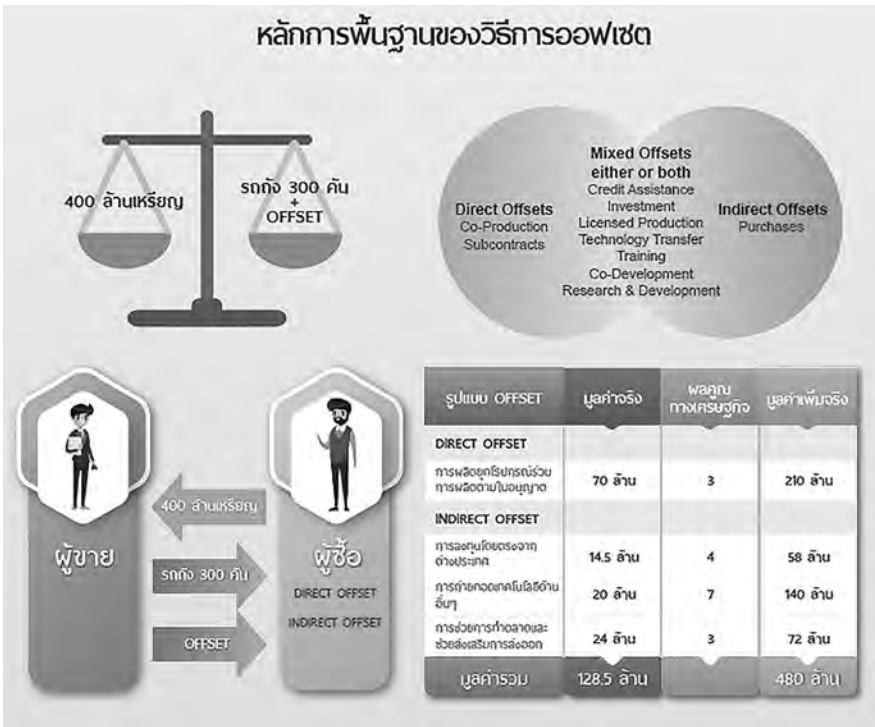 หลักการพื้นฐานของวิธีการออฟเซต
400 ล้านเหรียญ
รถถัง 300 คัน
+
OFFSET
Direct Offsets
Co-Production
Subcontracts
Mixed Offsets
either or both
Credit Assistance
Investment
Licensed Production
Technology Transfer
Training
Co-Development
Research & Development
Indirect Offsets
Purchases
ผู้ขาย
400 ล้านเหรียญ
รถถัง 300 คัน
OFFSET
ผู้ซื้อ
DIRECT OFFSET
INDIRECT OFFSET
รูปแบบ OFFSET มูลค่าจริง ผลคูณ
ทางเศรษฐกิจ มูลค่าเพิ่มจริง
DIRECT OFFSET
การผลิตยุทโธปกรณ์ร่วม
การผลิตตามใบอนุญาต 70 ล้าน 3 210 ล้าน
INDIRECT OFFSET
การลงทุนโดยตรงจาก
ต่างประเทศ 14.5 ล้าน 4 58 ล้าน
การถ่ายทอดเทคโนโลยีด้าน
อื่นๆ 20 ล้าน 7 140 ล้าน
การช่วยการทำตลาดและ
ช่วยส่งเสริมการส่งออก 24 ล้าน 3 72 ล้าน
มูลค่ารวม 128.5 ล้าน 480 ล้าน